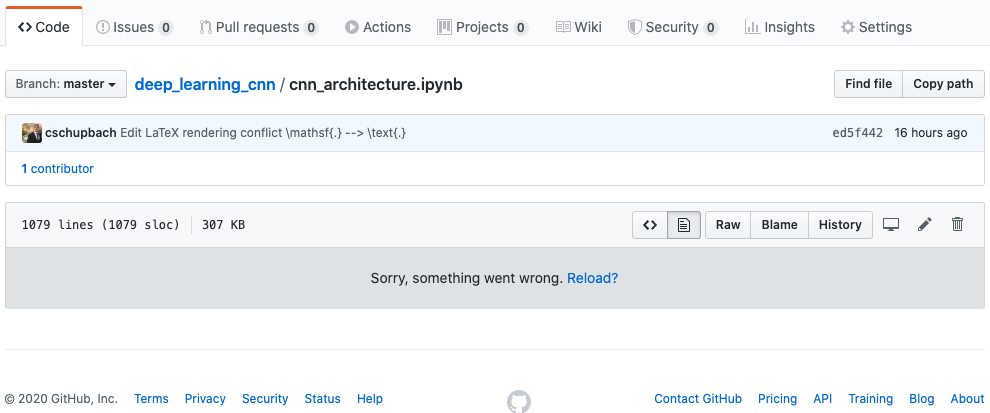 Code Issues 0 Pull requests 0 Actions Projects 0 Wiki Security 0 Insights Settings
Branch: master deep_learning_cnn / cnn_architecture.ipynb Find file Copy path
cschupbach Edit LaTeX rendering conflict \mathsf{.} --> \text{.} ed5f442 16 hours ago
1 contributor
1079 lines (1079 sloc) 307 KB Raw Blame History
Sorry, something went wrong. Reload?
© 2020 GitHub, Inc. Terms Privacy Security Status Help Contact GitHub Pricing API Training Blog About